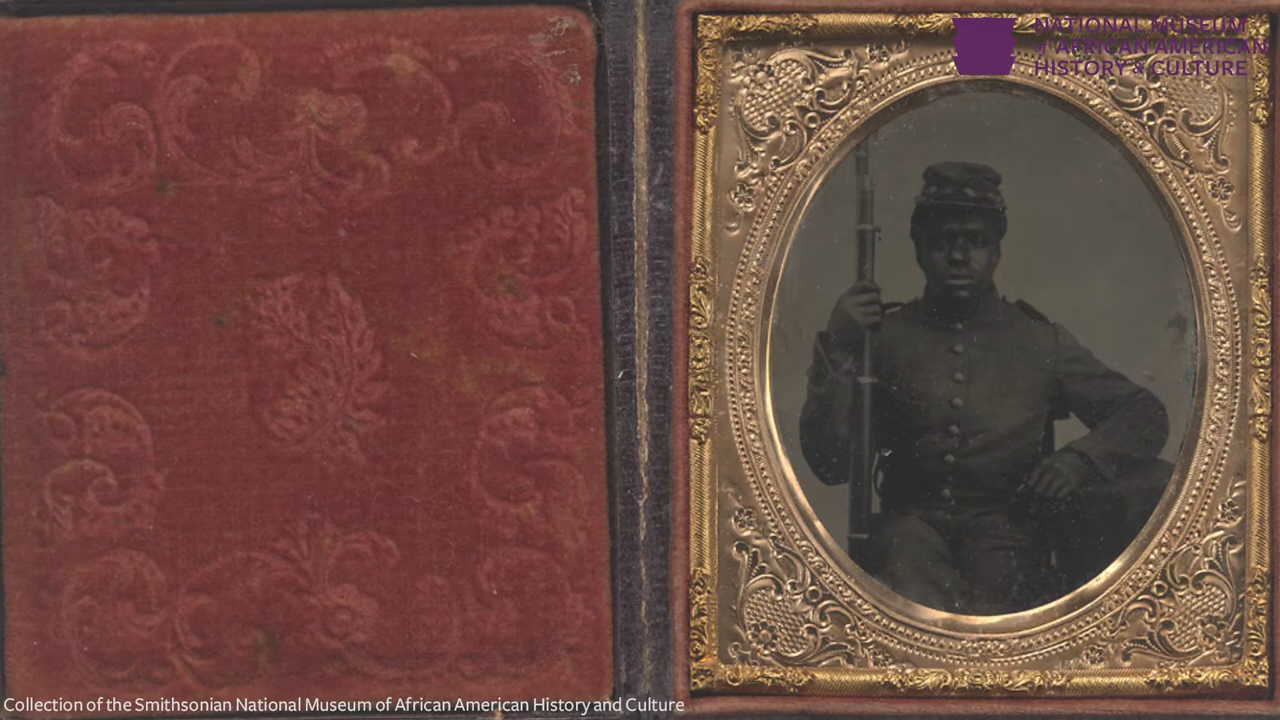 NATIONAL MUSEUM
of AFRICAN AMERICAN
HISTORY & CULTURE
Collection of the Smithsonian National Museum of African American History and Culture